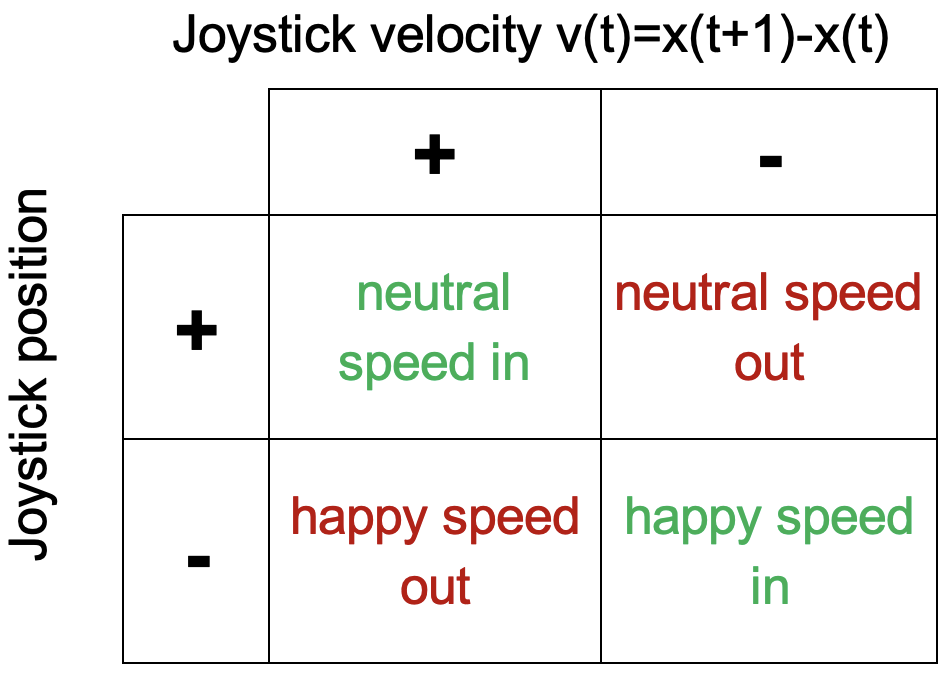 Joystick velocity v(t)=x(t+1)-x(t)
+
-
Joystick position
+
neutral
speed in
neutral speed
out
-
happy speed
out
happy speed
in